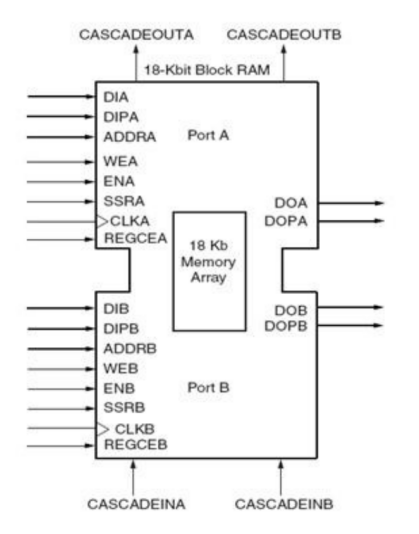 CASCADEOUTA CASCADEOUTB
18-Kbit Block RAM
DIA
DIPA
ADDRA
Port A
WEA
ENA
SSRA
CLKA
REGCEA
DOA
DOPA
18 Kb
Memory
Array
DIB
DIPB
ADDRB
WEB
ENB
Port B
SSRB
CLKB
REGCEB
DOB
DOPB
CASCADEINA CASCADEINB